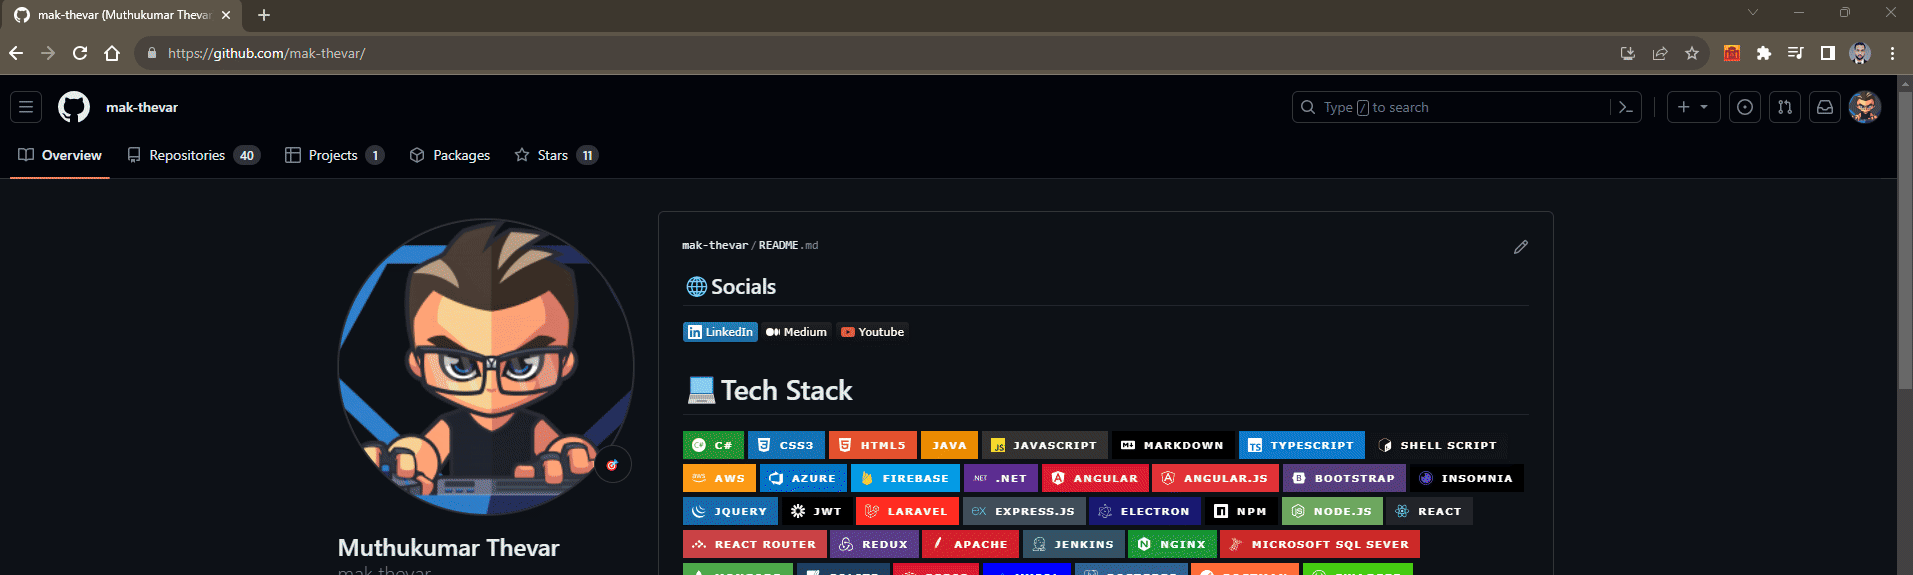 mak-thevar (Muthukumar Thevar
https://github.com/mak-thevar/
mak-thevar
Type / to search
Overview Repositories 40 Projects 1 Packages Stars 11
mak-thevar/README.md
🌐 Socials
LinkedIn Medium Youtube
💻 Tech Stack
C# CSS3 HTML5 JAVA JAVASCRIPT MARKDOWN TYPESCRIPT SHELL SCRIPT
AWS AZURE FIREBASE .NET ANGULAR ANGULAR.JS BOOTSTRAP INSOMNIA
JQUERY JWT LARAVEL EXPRESS.JS ELECTRON NPM NODE.JS REACT
REACT ROUTER REDUX APACHE JENKINS NGINX MICROSOFT SQL SEVER
Muthukumar Thevar
mak-thevar